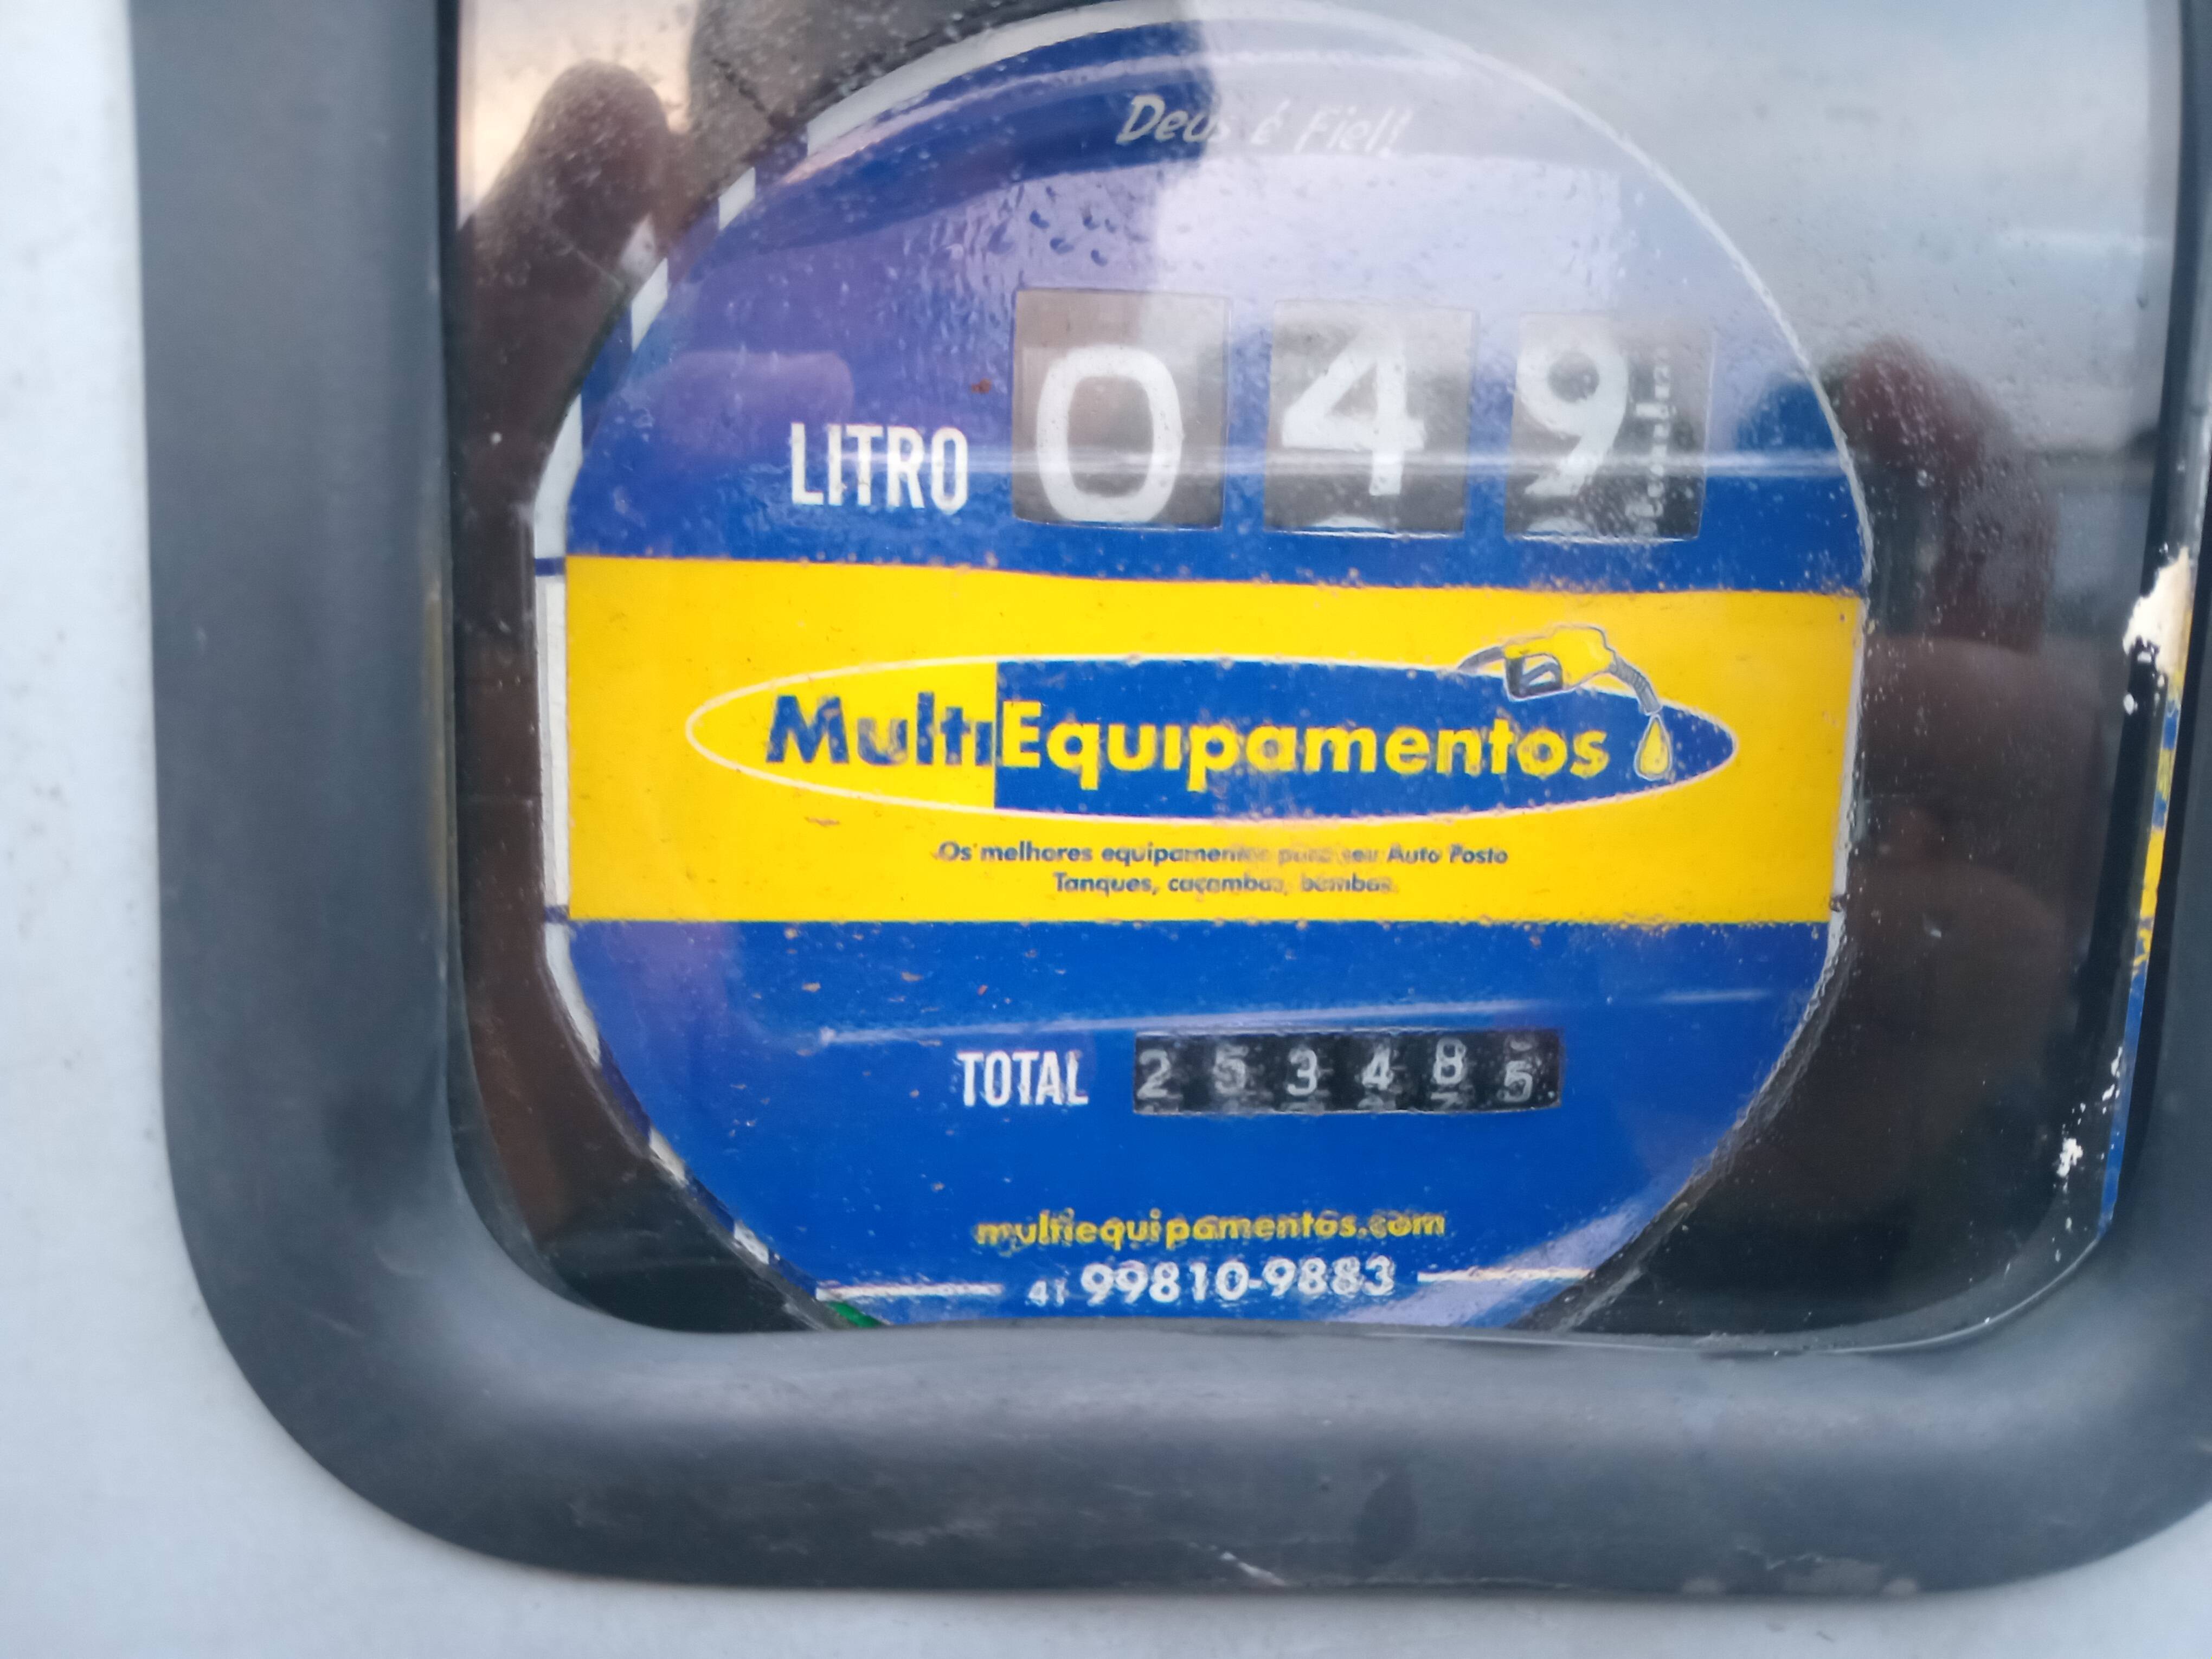 Deus é Fiel!
LITRO 049
MultiEquipamentos
Os melhores equipamentos para seu Auto Posto
Tanques, caçambas, bombas.
TOTAL 253485
multiequipamentos.com
41 99810-9883